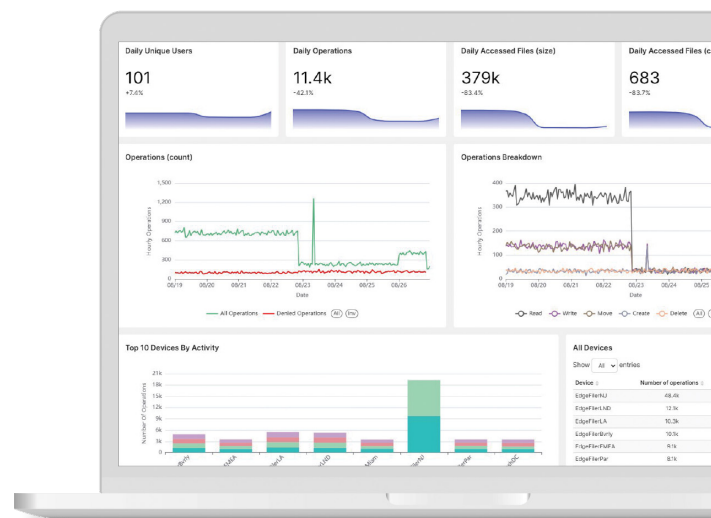 Daily Unique Users
101
+7.4%
Daily Operations
11.4k
-42.1%
Daily Accessed Files (size)
379k
-83.4%
Daily Accessed Files (c
683
-83.7%
Operations (count)
Hourly Operations
1,500
1,200
900
600
300
0
08/19 08/20 08/21 08/22 08/23 08/24 08/25 08/26
Date
All Operations Denied Operations All Inv
Operations Breakdown
Hourly Operations
400
300
200
100
0
08/19 08/20 08/21 08/22 08/23 08/24 08/25
Date
Read Write Move Create Delete All
Top 10 Devices By Activity
Number Of Operations
21k
18k
15k
12k
9k
6k
3k
0
All Devices
Show All entries
Device Number of operations
EdgeFilerNJ 48.4k
EdgeFilerLND 12.1k
EdgeFilerLA 10.3k
EdgeFilerBvrly 10.1k
EdgeFilerEMEA 9.1k
EdgeFilerPar 8.1k